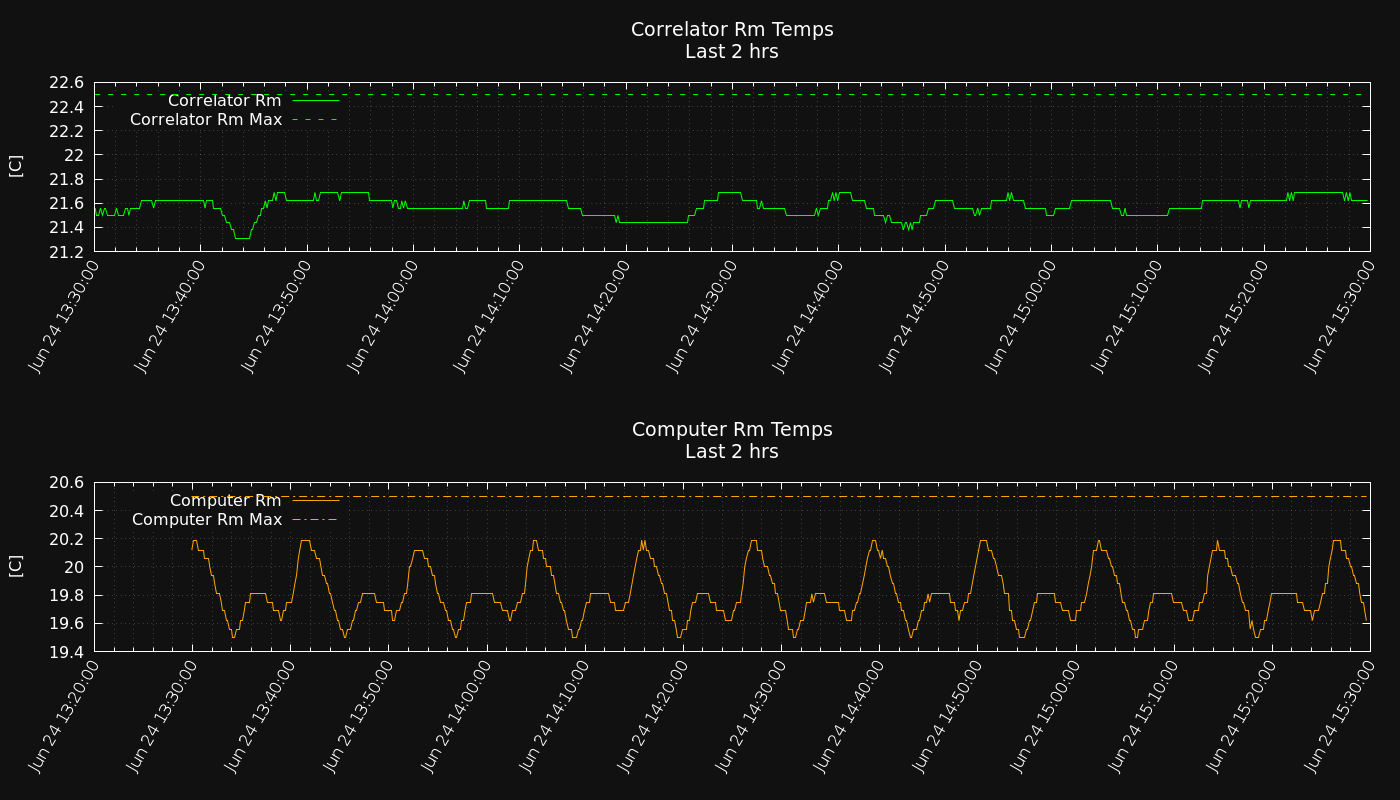 Correlator Rm Temps
Last 2 hrs
[C]
22.6
22.4
22.2
22
21.8
21.6
21.4
21.2
Correlator Rm
Correlator Rm Max
Jun 24 13:30:00
Jun 24 13:40:00
Jun 24 13:50:00
Jun 24 14:00:00
Jun 24 14:10:00
Jun 24 14:20:00
Jun 24 14:30:00
Jun 24 14:40:00
Jun 24 14:50:00
Jun 24 15:00:00
Jun 24 15:10:00
Jun 24 15:20:00
Jun 24 15:30:00
Computer Rm Temps
Last 2 hrs
[C]
20.6
20.4
20.2
20
19.8
19.6
19.4
Computer Rm
Computer Rm Max
Jun 24 13:20:00
Jun 24 13:30:00
Jun 24 13:40:00
Jun 24 13:50:00
Jun 24 14:00:00
Jun 24 14:10:00
Jun 24 14:20:00
Jun 24 14:30:00
Jun 24 14:40:00
Jun 24 14:50:00
Jun 24 15:00:00
Jun 24 15:10:00
Jun 24 15:20:00
Jun 24 15:30:00